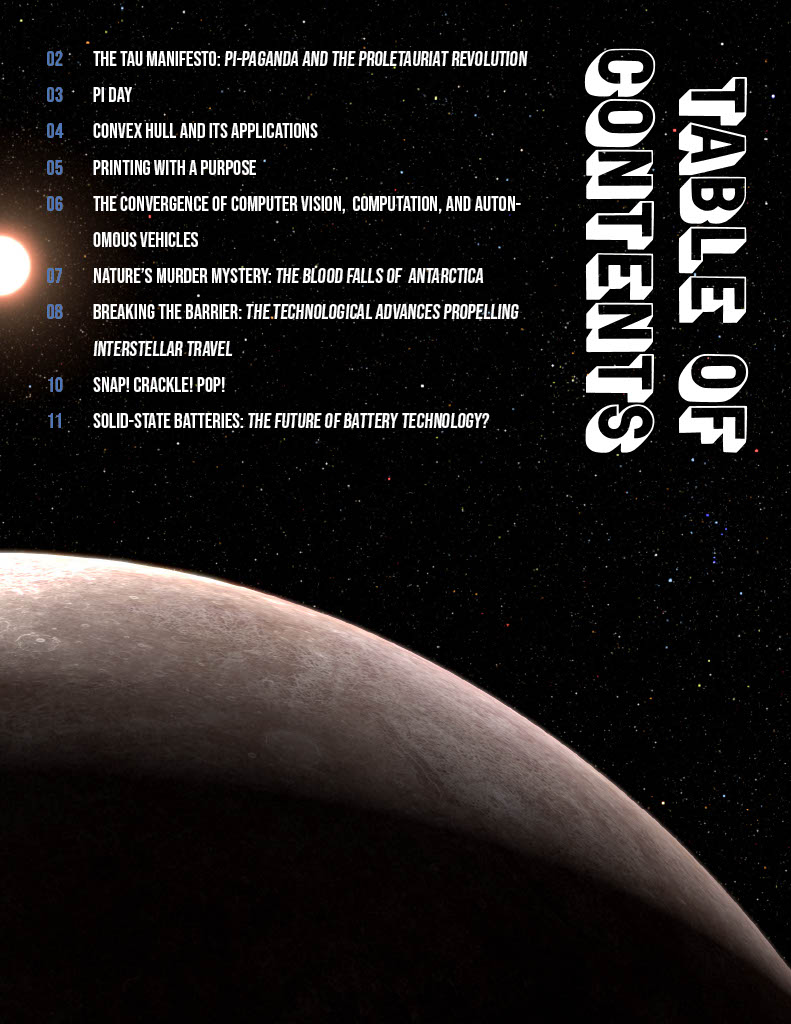 TABLE OF
CONTENTS
02 THE TAU MANIFESTO: PI-PAGANDA AND THE PROLETAURIAT REVOLUTION
03 PI DAY
04 CONVEX HULL AND ITS APPLICATIONS
05 PRINTING WITH A PURPOSE
06 THE CONVERGENCE OF COMPUTER VISION, COMPUTATION, AND AUTON-
OMOUS VEHICLES
07 NATURE'S MURDER MYSTERY: THE BLOOD FALLS OF ANTARCTICA
08 BREAKING THE BARRIER: THE TECHNOLOGICAL ADVANCES PROPELLING
INTERSTELLAR TRAVEL
10 SNAP! CRACKLE! POP!
11 SOLID-STATE BATTERIES: THE FUTURE OF BATTERY TECHNOLOGY?